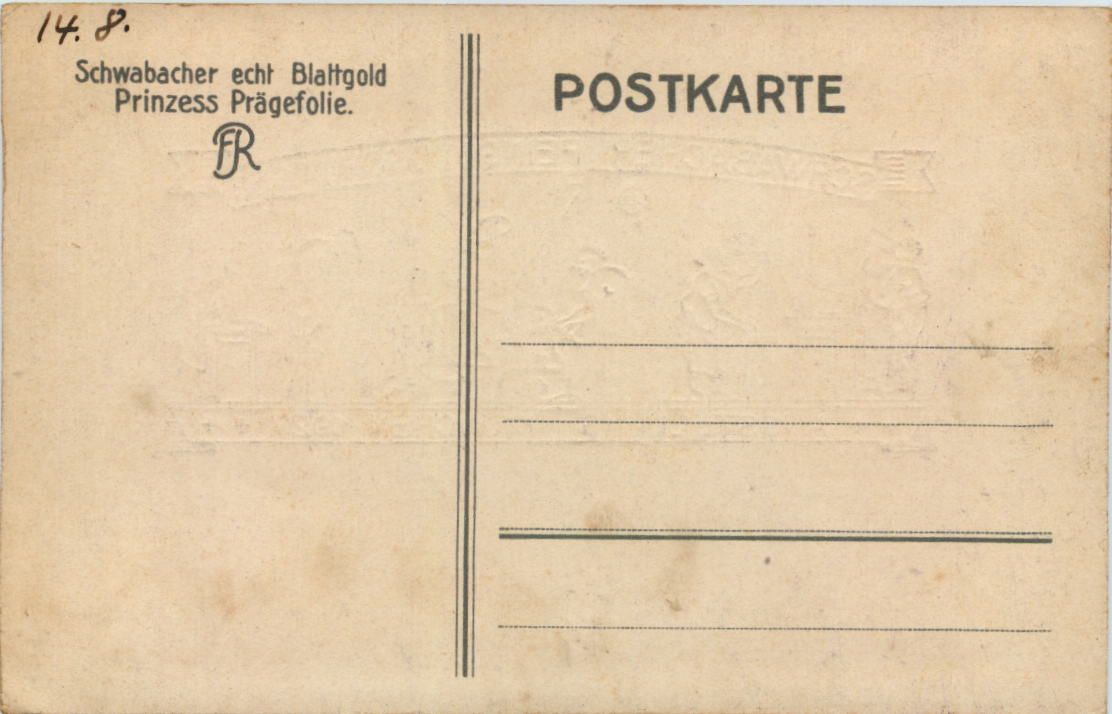 14. 8.
Schwabacher echt Blattgold
Prinzess Prägefolie.
FR
POSTKARTE